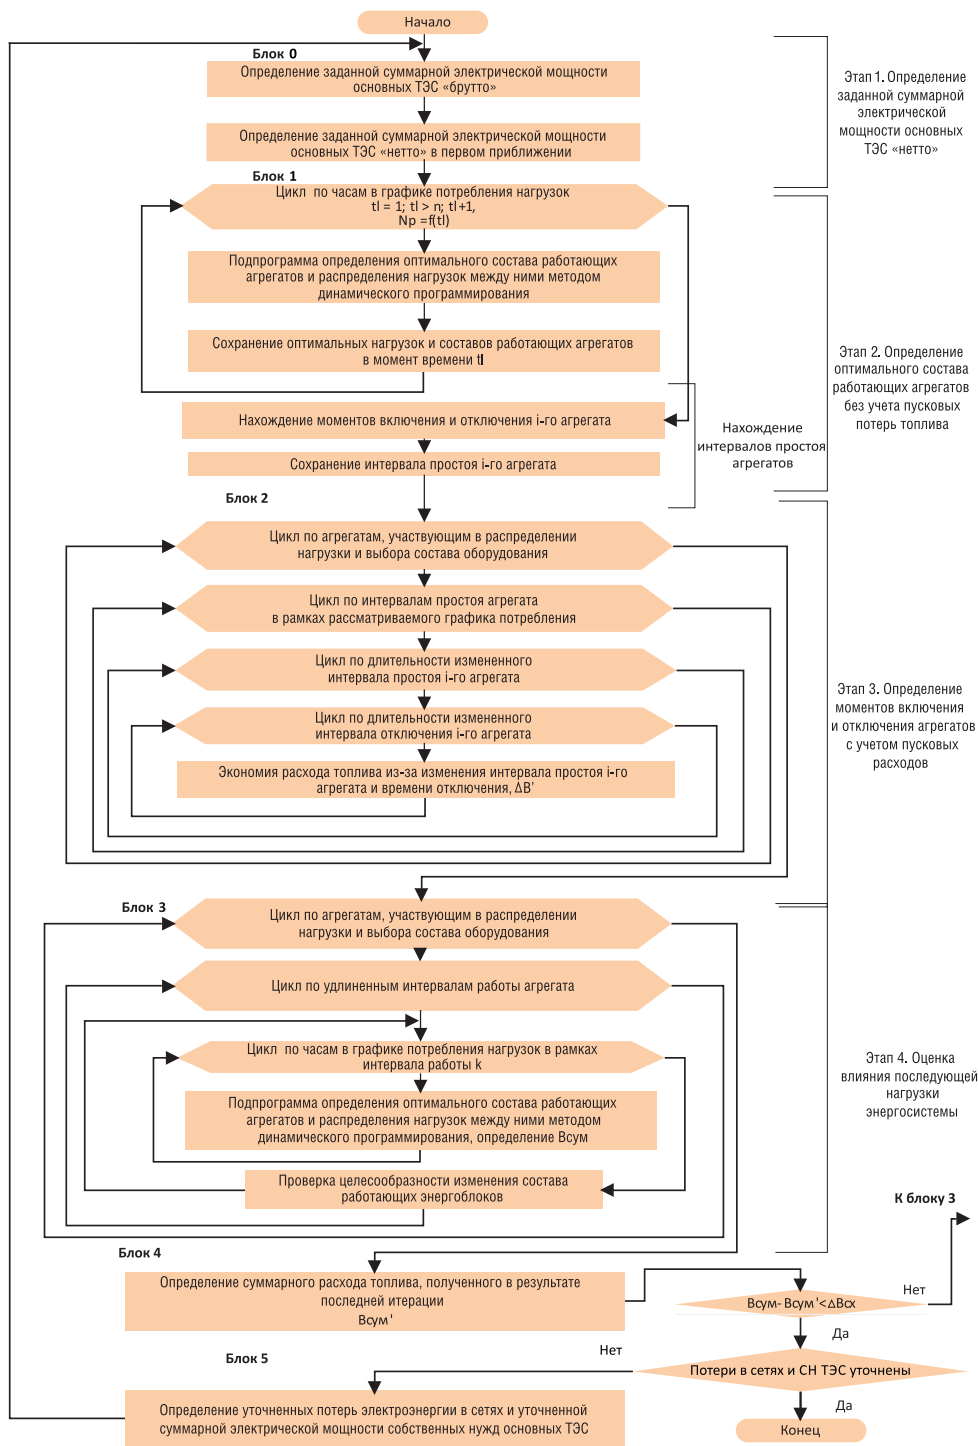 Начало
Блок 0
Определение заданной суммарной электрической мощности
основных ТЭС «брутто»
Определение заданной суммарной электрической мощности
основных ТЭС «нетто» в первом приближении
Этап 1. Определение
заданной суммарной
электрической
мощности основных
ТЭС «нетто»
Блок 1
Цикл по часам в графике потребления нагрузок
tl = 1; tl > n; tl+1,
Np =f(tl)
Подпрограмма определения оптимального состава работающих
агрегатов и распределения нагрузок между ними методом
динамического программирования
Сохранение оптимальных нагрузок и составов работающих агрегатов
в момент времени tl
Нахождение моментов включения и отключения i-го агрегата
Сохранение интервала простоя i-го агрегата
Нахождение
интервалов простоя
агрегатов
Этап 2. Определение
оптимального состава
работающих агрегатов
без учета пусковых
потерь топлива
Блок 2
Цикл по агрегатам, участвующим в распределении
нагрузки и выбора состава оборудования
Цикл по интервалам простоя агрегата
в рамках рассматриваемого графика потребления
Цикл по длительности измененного
интервала простоя i-го агрегата
Цикл по длительности измененного
интервала отключения i-го агрегата
Экономия расхода топлива из-за изменения интервала простоя i-го
агрегата и времени отключения, ΔB'
Этап 3. Определение
моментов включения
и отключения агрегатов
с учетом пусковых
расходов
Блок 3
Цикл по агрегатам, участвующим в распределении
нагрузки и выбора состава оборудования
Цикл по удлиненным интервалам работы агрегата
Цикл по часам в графике потребления нагрузок в рамках
интервала работы k
Подпрограмма определения оптимального состава работающих
агрегатов и распределения нагрузок между ними методом
динамического программирования, определение Bсум
Проверка целесообразности изменения состава
работающих энергоблоков
Этап 4. Оценка
влияния последующей
нагрузки
энергосистемы
К блоку 3
Блок 4
Определение суммарного расхода топлива, полученного в результате
последней итерации
Bсум'
Bсум- Bсум'<ΔBсх
Нет
Да
Потери в сетях и СН ТЭС уточнены
Нет
Да
Блок 5
Определение уточненных потерь электроэнергии в сетях и уточненной
суммарной электрической мощности собственных нужд основных ТЭС
Конец